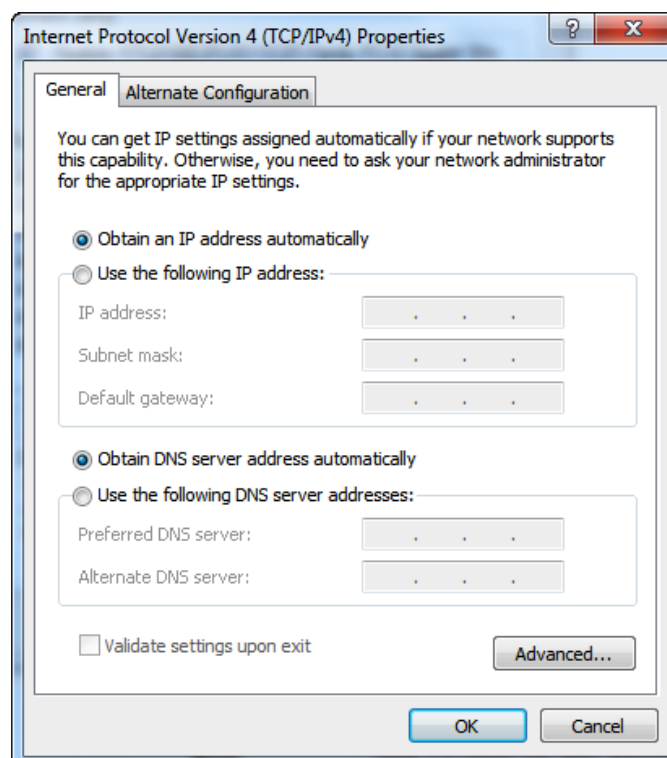 Internet Protocol Version 4 (TCP/IPv4) Properties
General
Alternate Configuration
You can get IP settings assigned automatically if your network supports
this capability. Otherwise, you need to ask your network administrator
for the appropriate IP settings.
Obtain an IP address automatically
Use the following IP address:
IP address:
Subnet mask:
Default gateway:
Obtain DNS server address automatically
Use the following DNS server addresses:
Preferred DNS server:
Alternate DNS server:
Validate settings upon exit
Advanced...
OK
Cancel